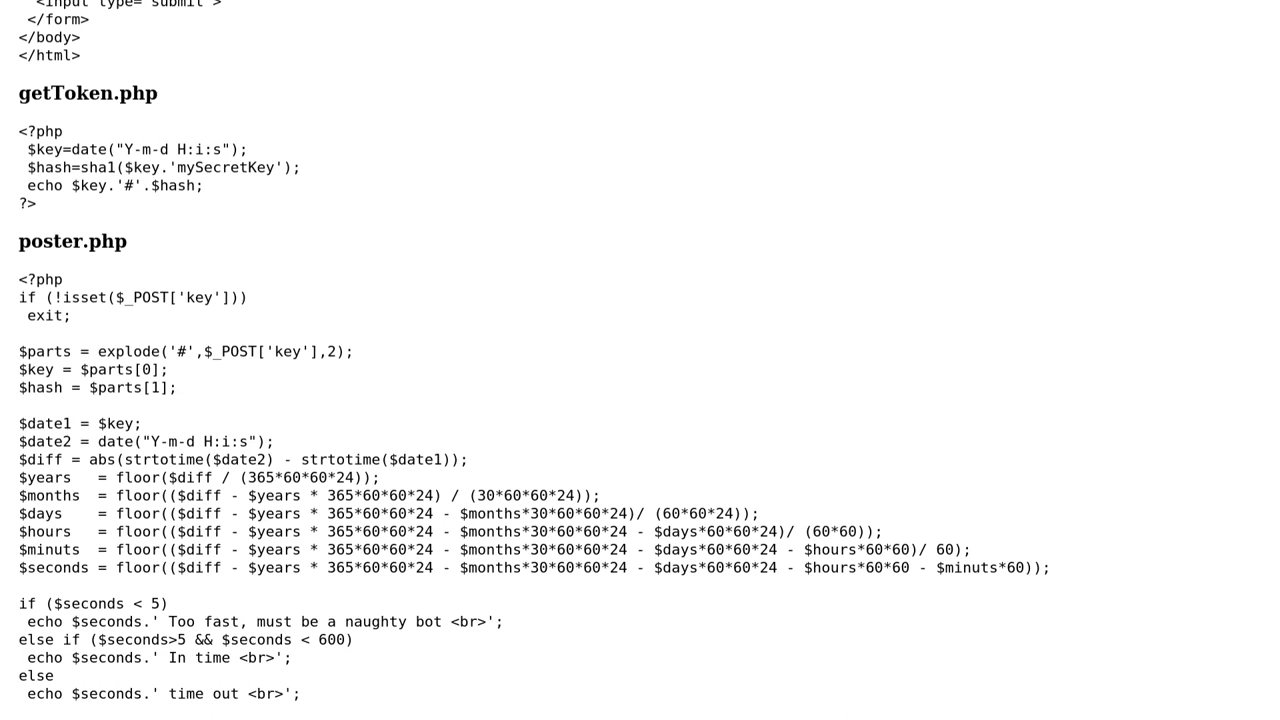 <input type="submit">
 </form>
</body>
</html>
getToken.php
<?php
 $key=date("Y-m-d H:i:s");
 $hash=sha1($key.'mySecretKey');
 echo $key.'#'.$hash;
?>
poster.php
<?php
if (!isset($_POST['key']))
 exit;
$parts = explode('#',$_POST['key'],2);
$key = $parts[0];
$hash = $parts[1];
$date1 = $key;
$date2 = date("Y-m-d H:i:s");
$diff = abs(strtotime($date2) - strtotime($date1));
$years   = floor($diff / (365*60*60*24));
$months  = floor(($diff - $years * 365*60*60*24) / (30*60*60*24));
$days    = floor(($diff - $years * 365*60*60*24 - $months*30*60*60*24)/ (60*60*24));
$hours   = floor(($diff - $years * 365*60*60*24 - $months*30*60*60*24 - $days*60*60*24)/ (60*60));
$minuts  = floor(($diff - $years * 365*60*60*24 - $months*30*60*60*24 - $days*60*60*24 - $hours*60*60)/ 60);
$seconds = floor(($diff - $years * 365*60*60*24 - $months*30*60*60*24 - $days*60*60*24 - $hours*60*60 - $minuts*60));
if ($seconds < 5)
 echo $seconds.' Too fast, must be a naughty bot <br>';
else if ($seconds>5 && $seconds < 600)
 echo $seconds.' In time <br>';
else
 echo $seconds.' time out <br>';